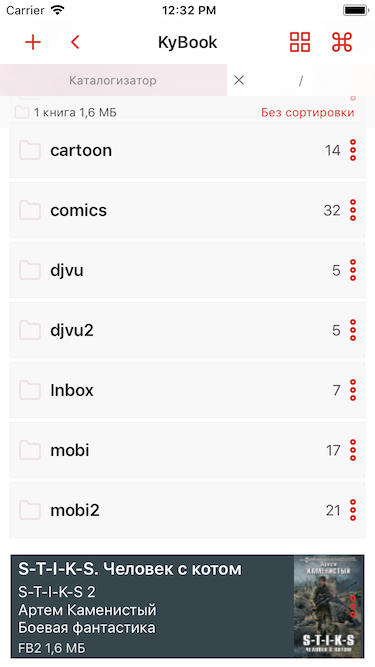 Carrier 12:32 PM
KyBook
Каталогизатор /
1 книга 1,6 МБ Без сортировки
cartoon 14
comics 32
djvu 5
djvu2 5
Inbox 7
mobi 17
mobi2 21
S-T-I-K-S. Человек с котом
S-T-I-K-S 2
Артем Каменистый
Боевая фантастика
FB2 1,6 МБ
Артем
КАМЕНИСТЫЙ
S-T-I-K-S
ЧЕЛОВЕК С КОТОМ